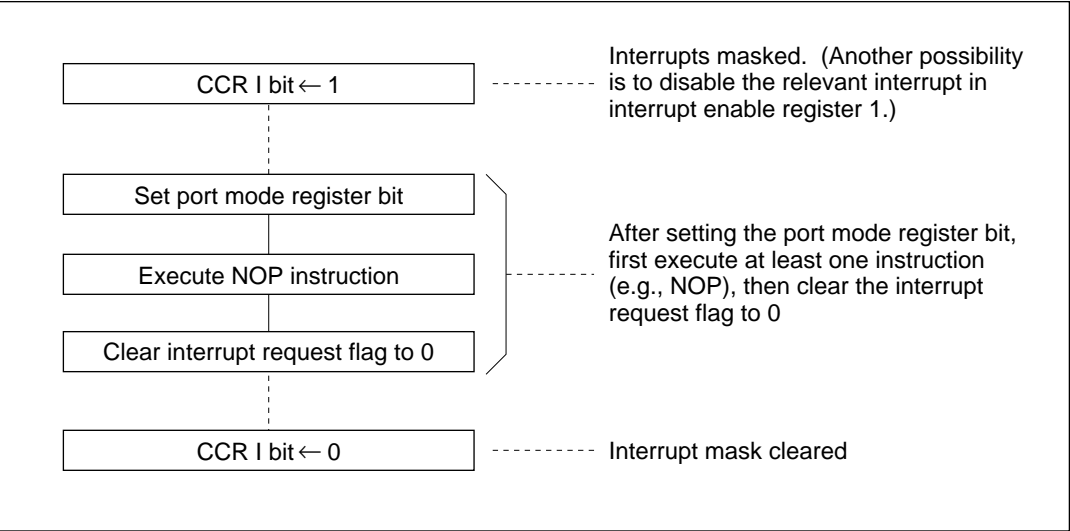 CCR I bit ← 1
Interrupts masked.  (Another possibility
is to disable the relevant interrupt in
interrupt enable register 1.)
Set port mode register bit
Execute NOP instruction
Clear interrupt request flag to 0
After setting the port mode register bit,
first execute at least one instruction
(e.g., NOP), then clear the interrupt
request flag to 0
CCR I bit ← 0
Interrupt mask cleared